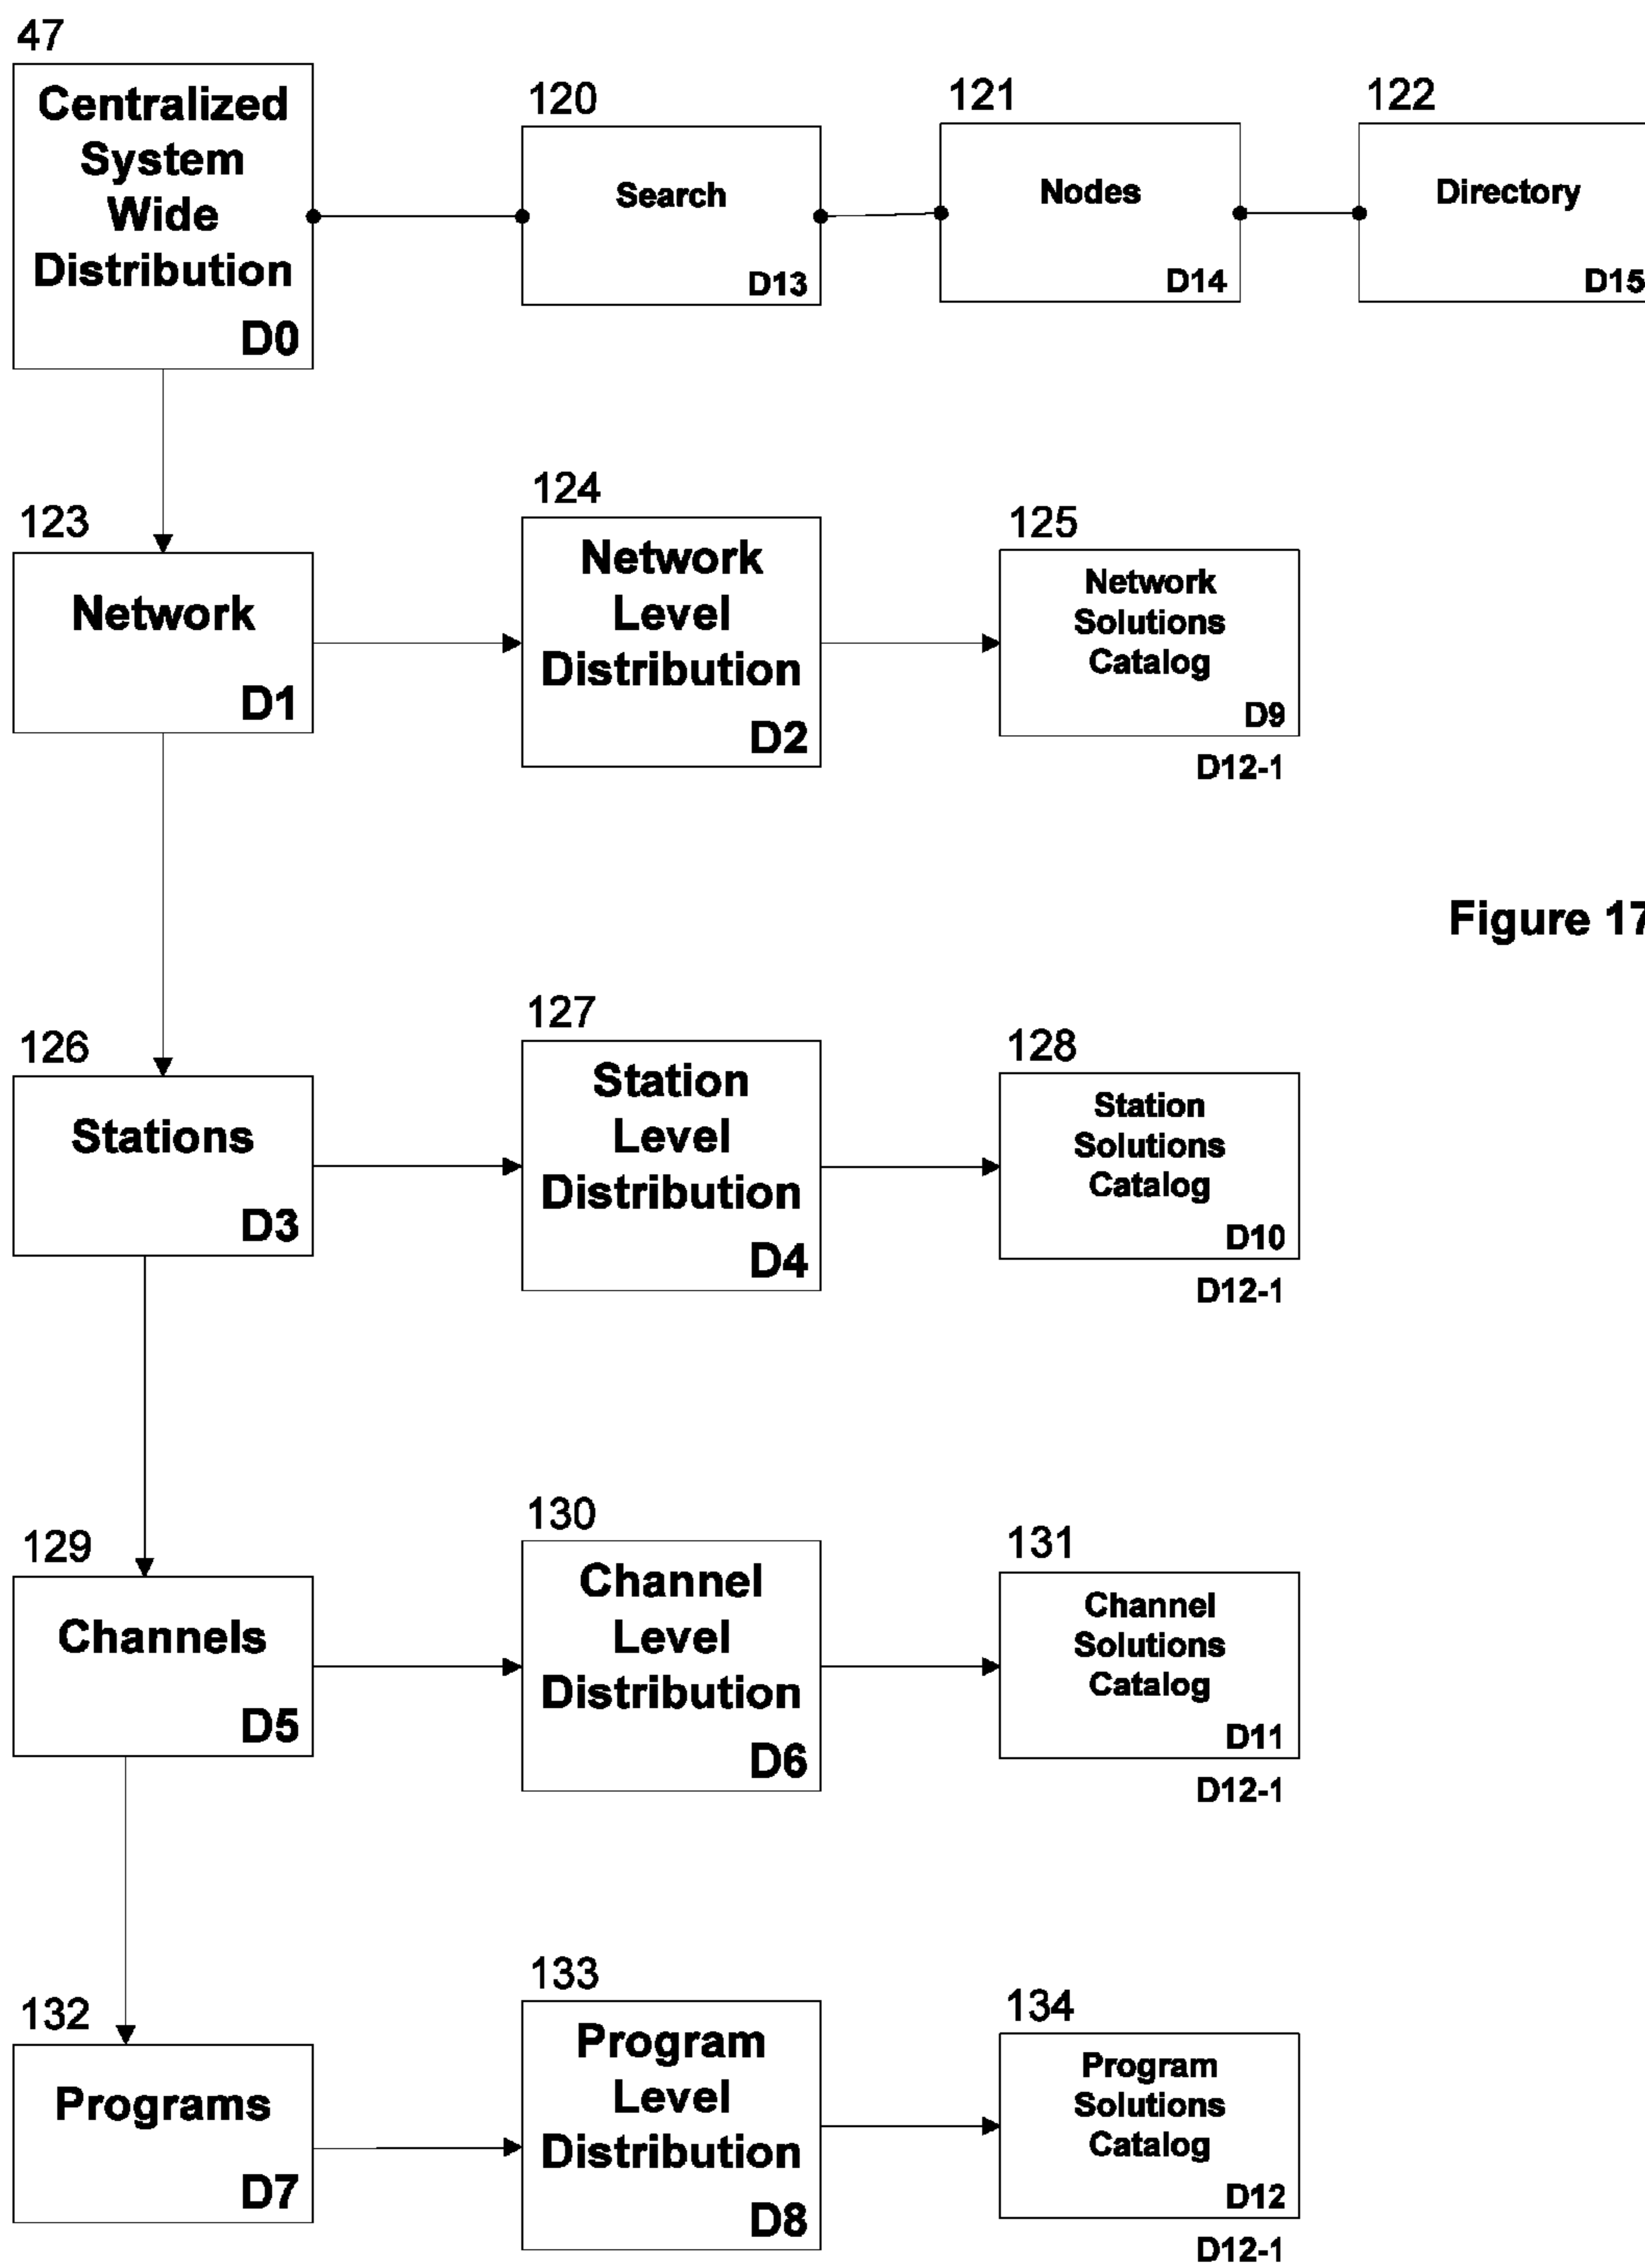 47
Centralized
System
Wide
Distribution
D0
120
Search
D13
121
Nodes
D14
122
Directory
D15
123
Network
D1
124
Network
Level
Distribution
D2
125
Network
Solutions
Catalog
D9
D12-1
Figure 17
126
Stations
D3
127
Station
Level
Distribution
D4
128
Station
Solutions
Catalog
D10
D12-1
129
Channels
D5
130
Channel
Level
Distribution
D6
131
Channel
Solutions
Catalog
D11
D12-1
132
Programs
D7
133
Program
Level
Distribution
D8
134
Program
Solutions
Catalog
D12
D12-1